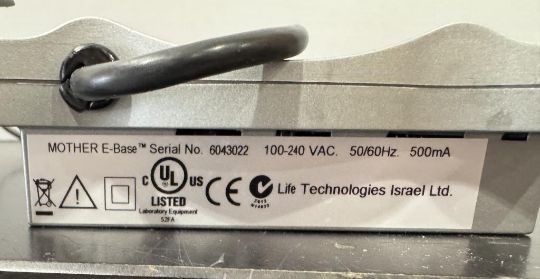 MOTHER E-Base™ Serial No. 6043022 100-240 VAC. 50/60Hz. 500mA
C UL US CE Life Technologies Israel Ltd.
LISTED
Laboratory Equipment
52FA